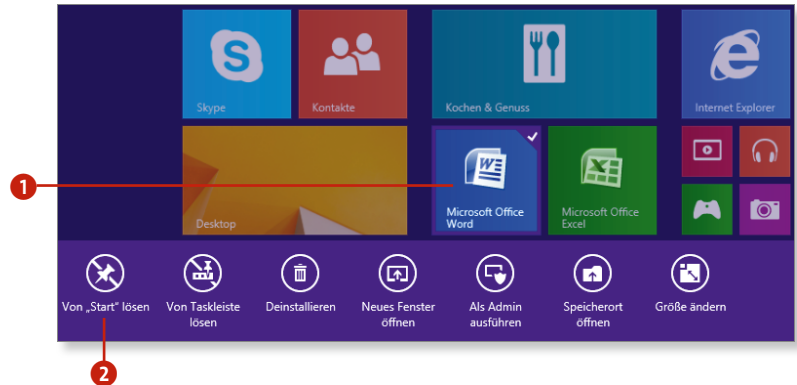 Skype
Kontakte
Kochen & Genuss
Internet Explorer
1
Desktop
Microsoft Office
Word
Microsoft Office
Excel
Von „Start“ lösen
Von Taskleiste
lösen
Deinstallieren
Neues Fenster
öffnen
Als Admin
ausführen
Speicherort
öffnen
Größe ändern
2